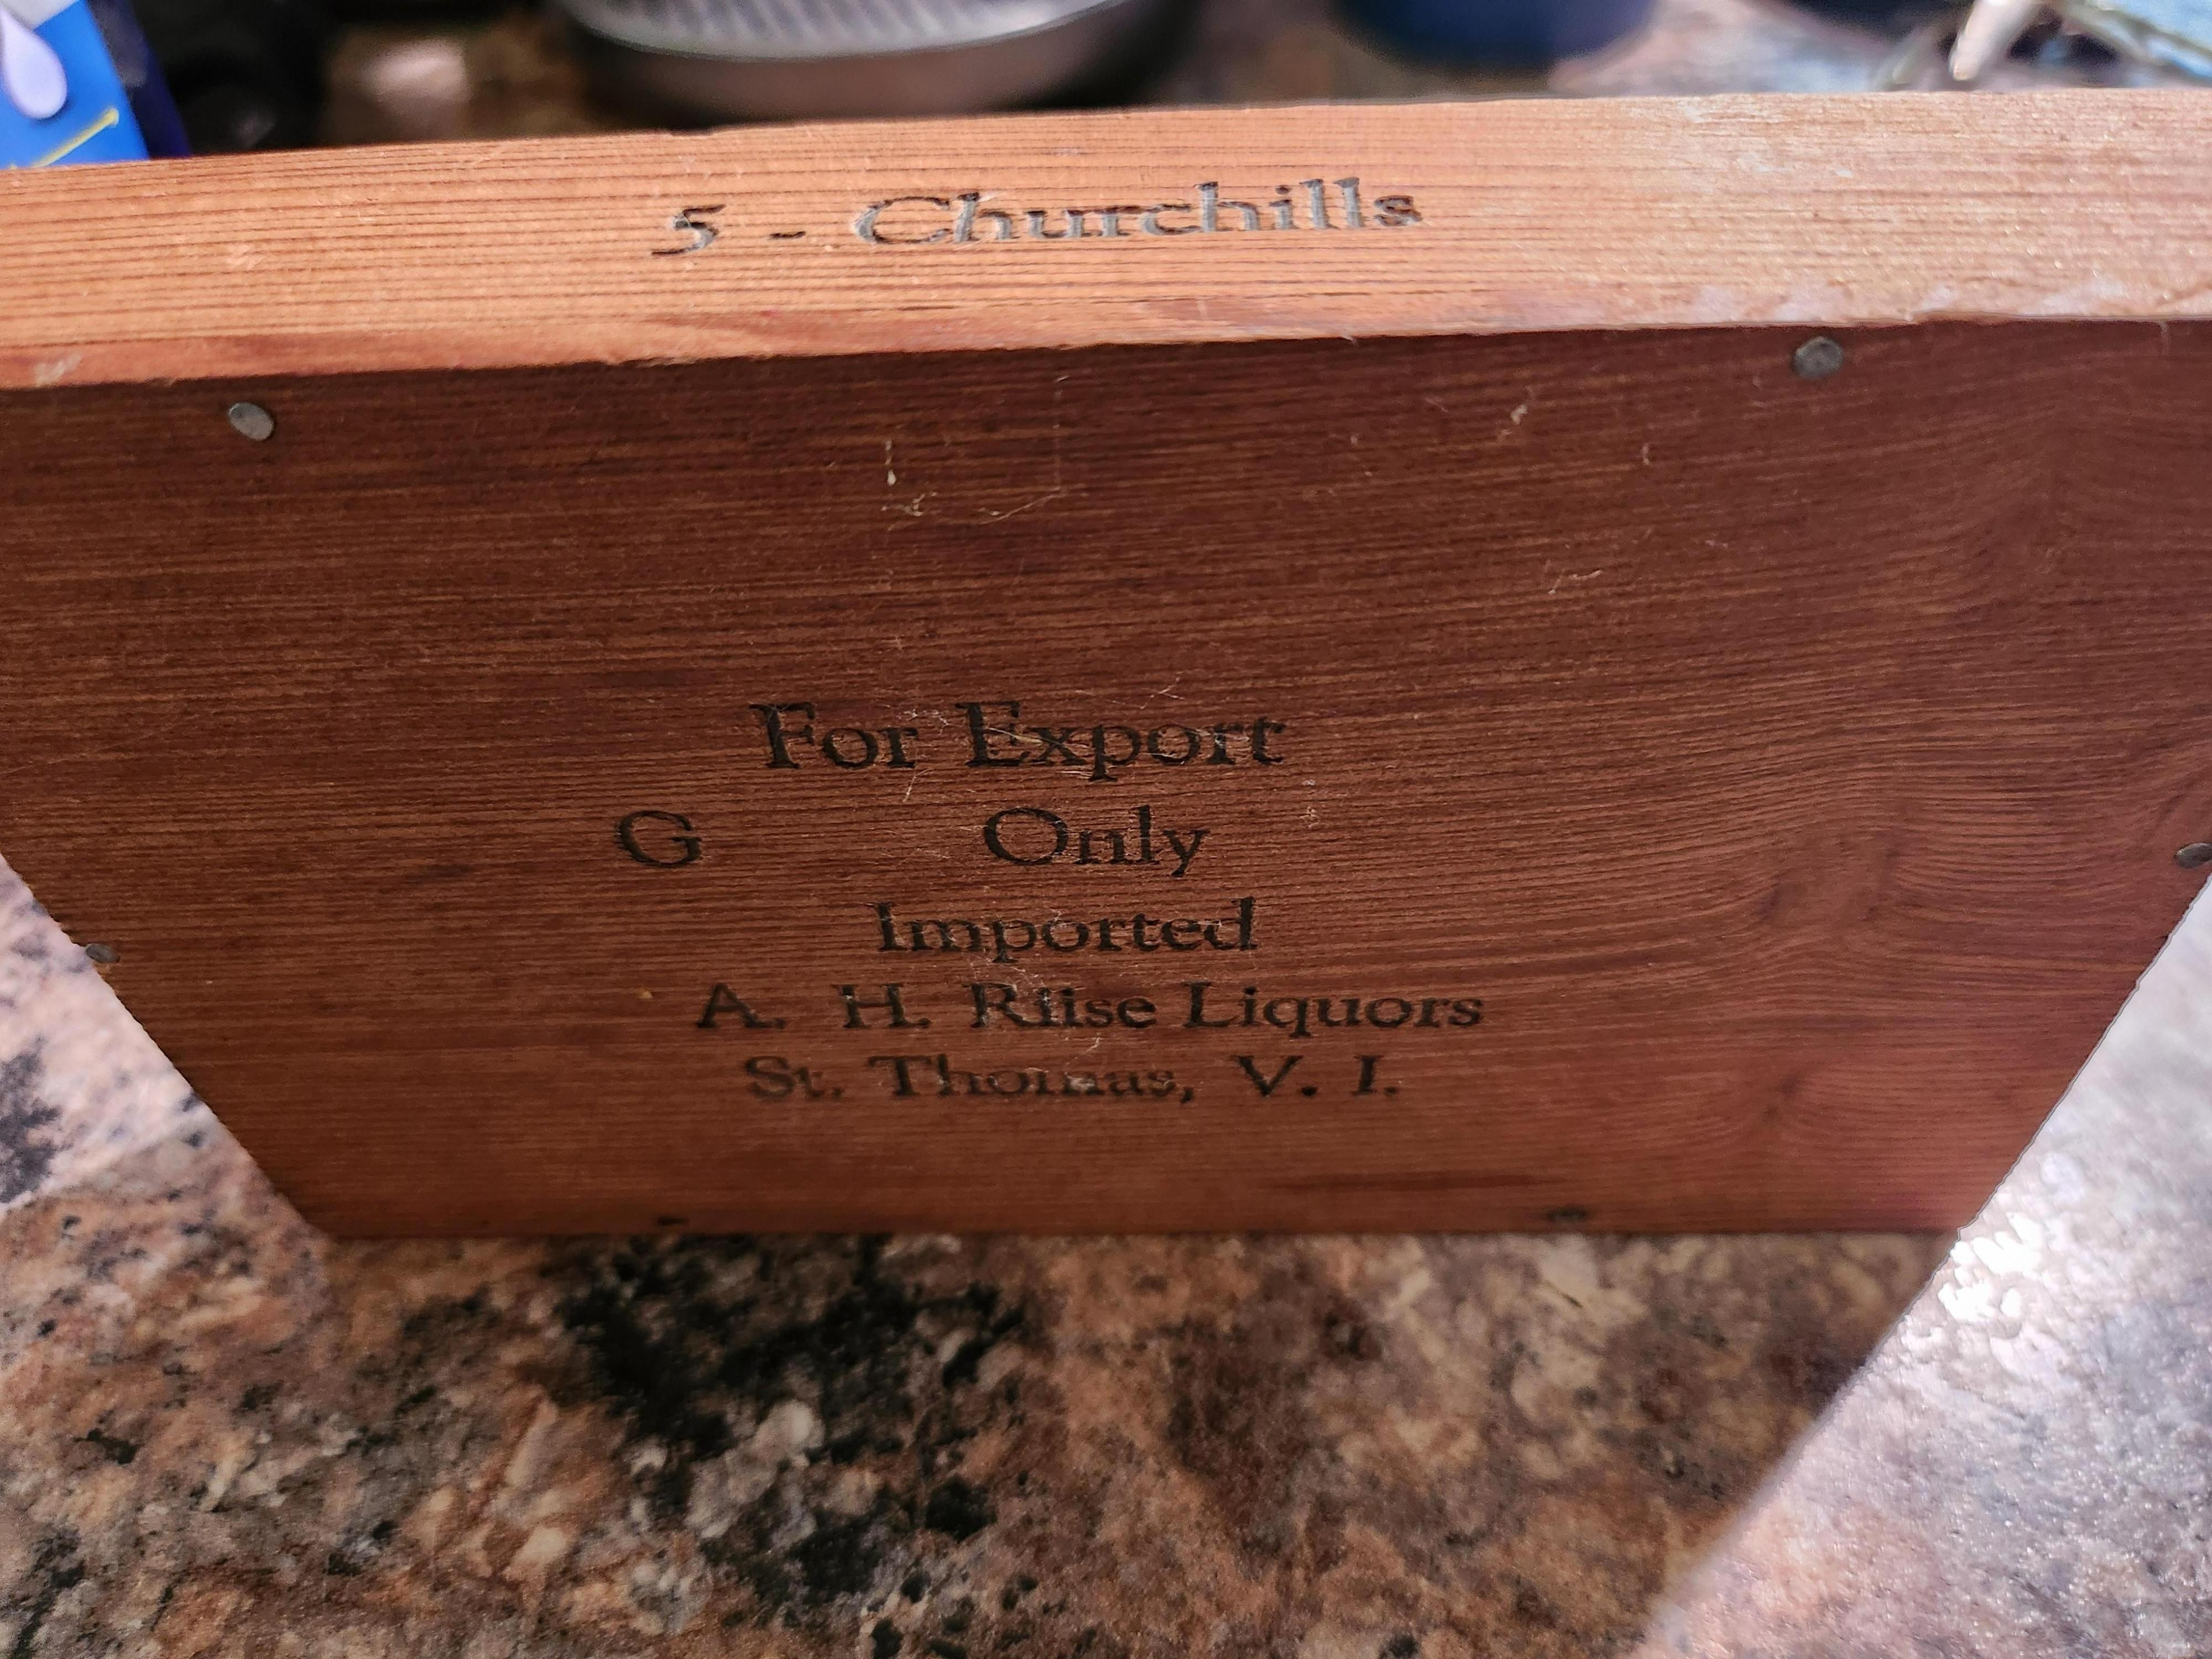 5 - Churchills
For Export
G Only
Imported
A. H. Riise Liquors
St. Thomas, V. I.